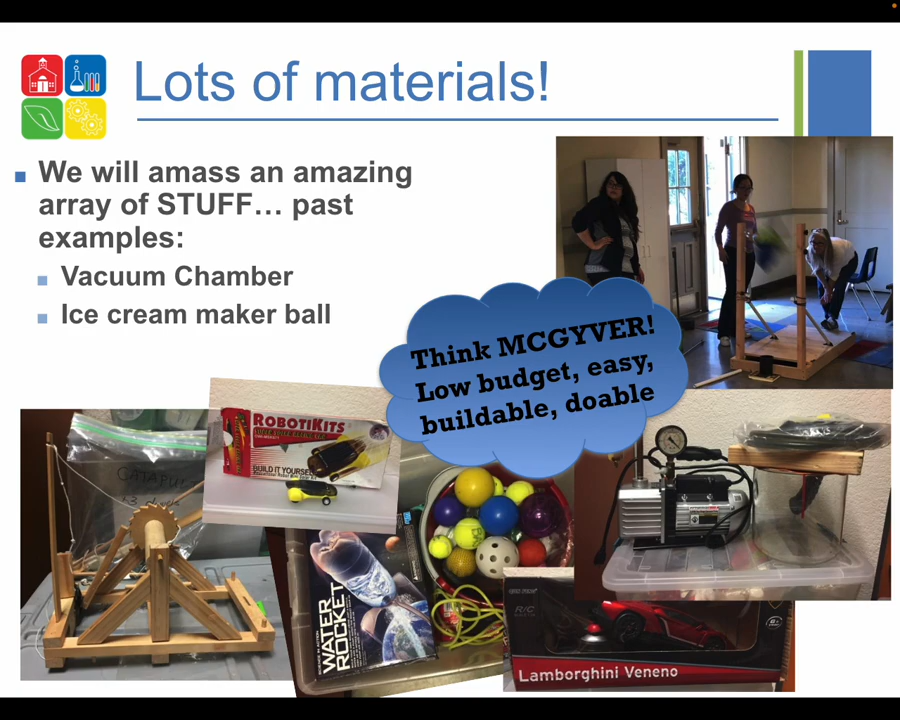 Lots of materials!
We will amass an amazing
array of STUFF… past
examples:
Vacuum Chamber
Ice cream maker ball
Think MCGYVER!
Low budget, easy,
buildable, doable
CATAPU
ROBOTIKITS
BUILD IT YOURSELF
WATER
ROCKET
R/C
Lamborghini Veneno